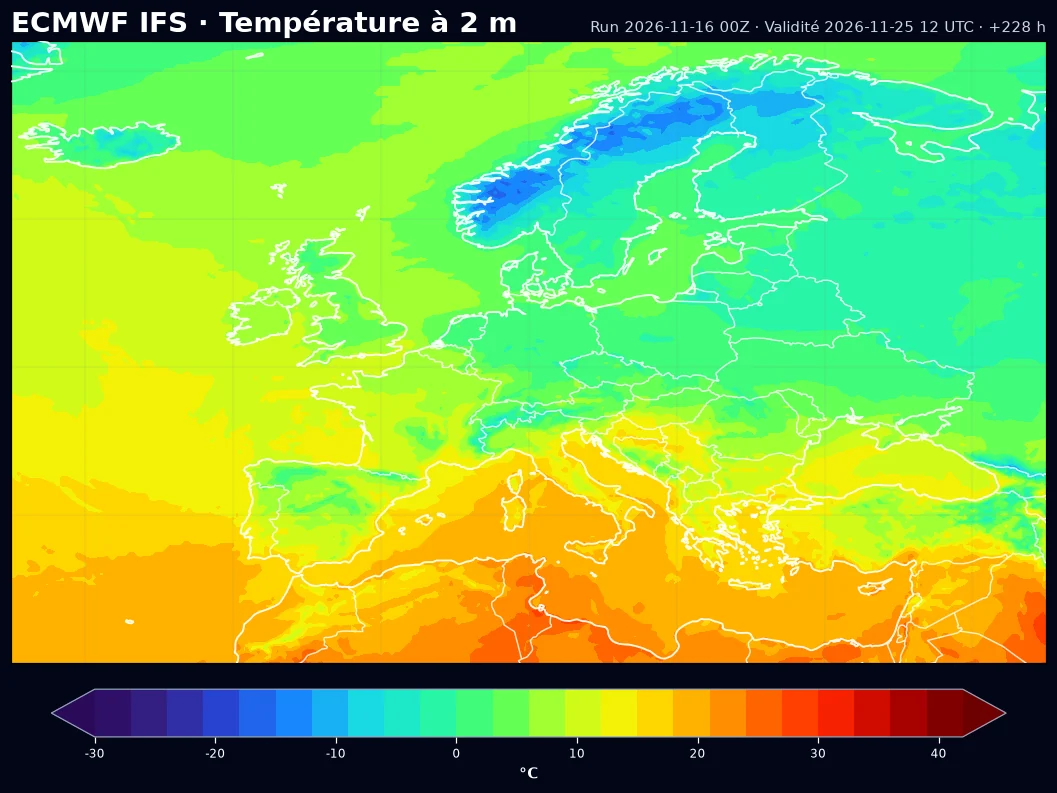 ECMWF IFS · Température à 2 m
Run 2026-11-16 00Z · Validité 2026-11-25 12 UTC · +228 h
-30 -20 -10 0 10 20 30 40
°C